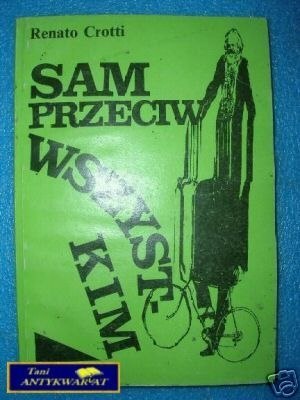 Renato Crotti
SAM
PRZECIW
WSZYST.
KIM
Tani
ANTYKWARIAT